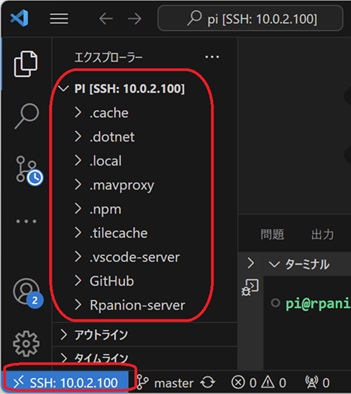 pi [SSH: 10.0.2.100]
エクスプローラー
PI [SSH: 10.0.2.100]
.cache
.dotnet
.local
.mavproxy
.npm
.tilecache
.vscode-server
GitHub
Rpanion-server
アウトライン
タイムライン
問題 出力
ターミナル
pi@rpani
2
SSH: 10.0.2.100 master 0 0 0